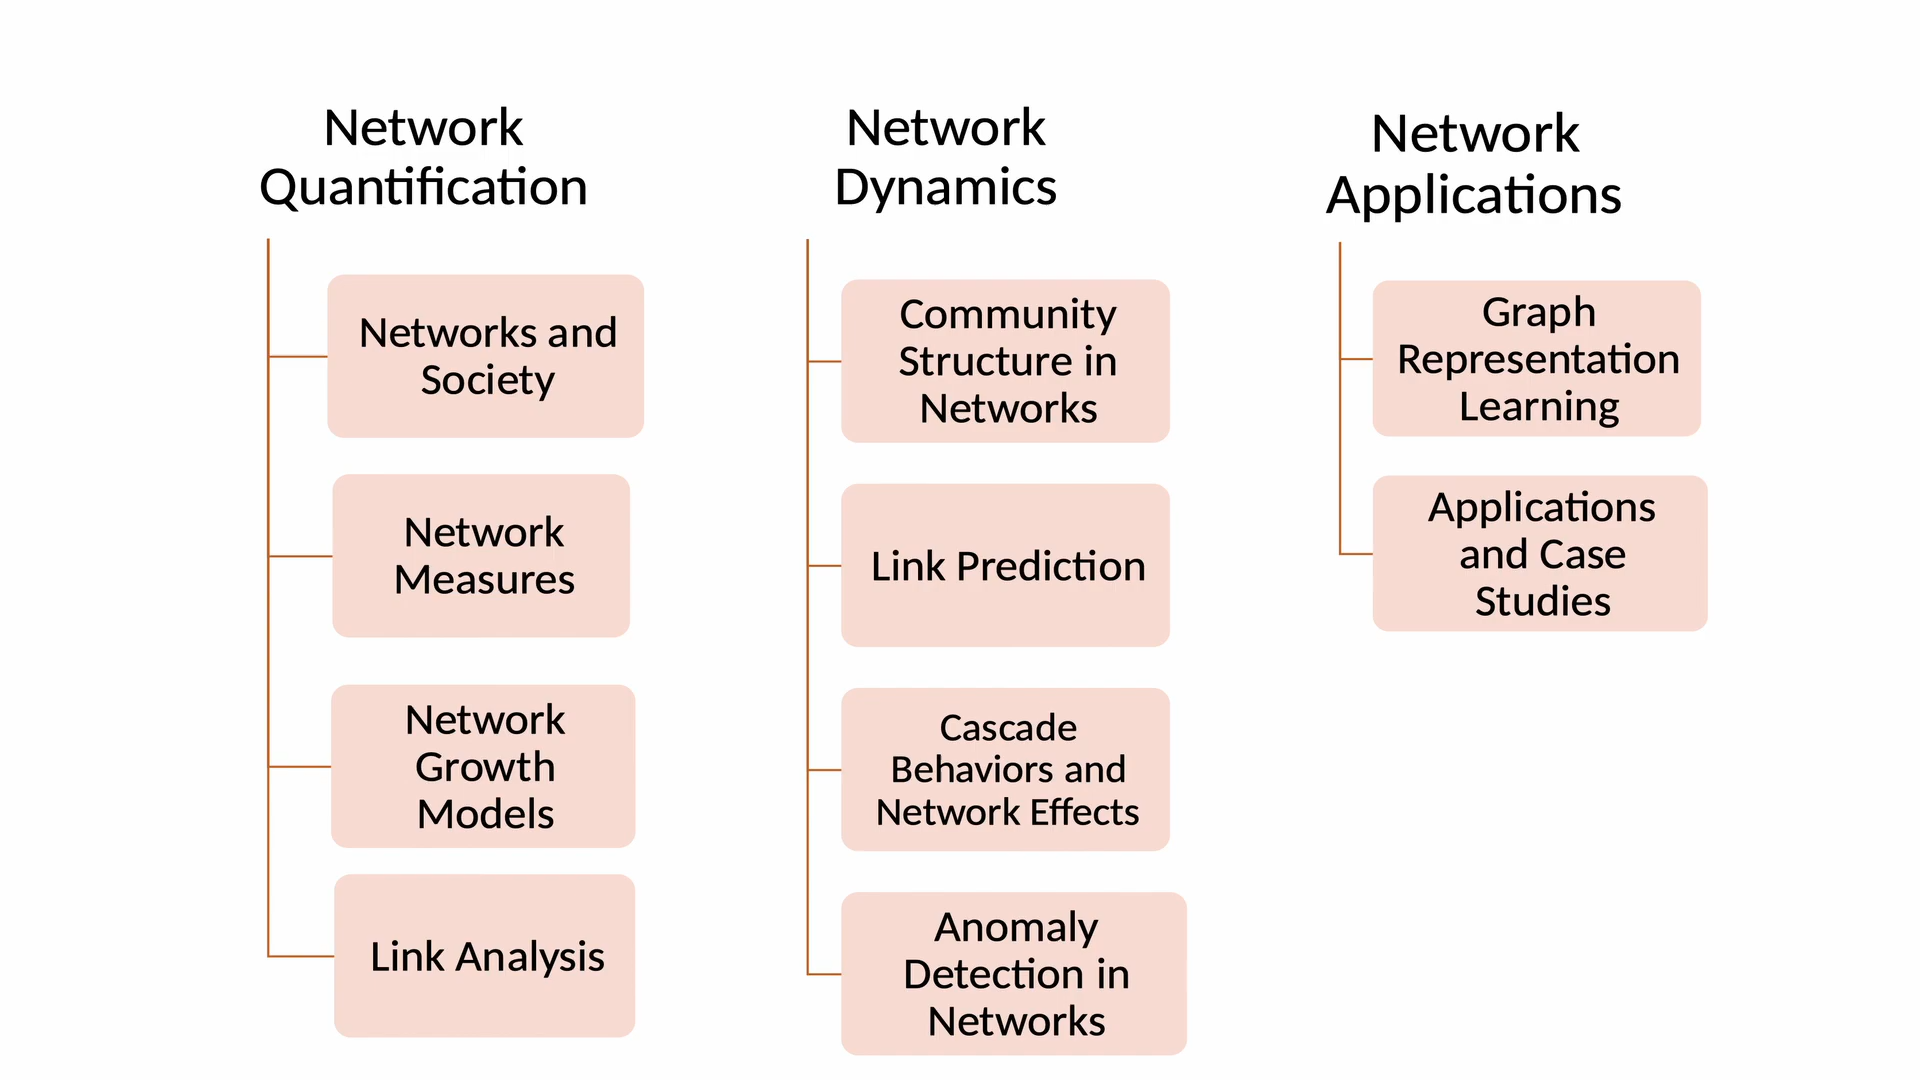 Network
Quantification
Networks and
Society
Network
Measures
Network
Growth
Models
Link Analysis
Network
Dynamics
Community
Structure in
Networks
Link Prediction
Cascade
Behaviors and
Network Effects
Anomaly
Detection in
Networks
Network
Applications
Graph
Representation
Learning
Applications
and Case
Studies